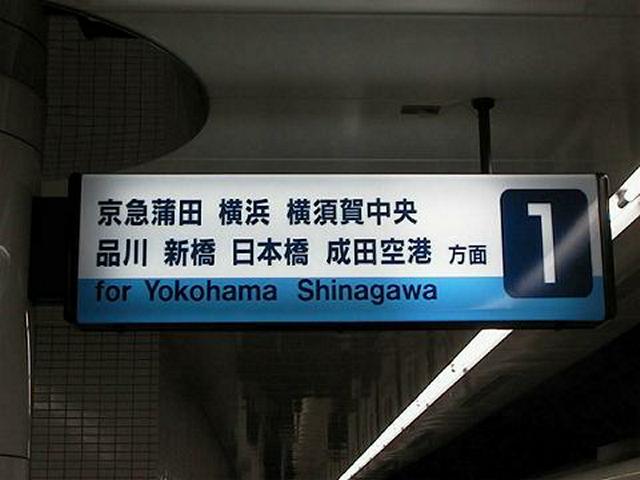 京急蒲田 横浜 横須賀中央
品川 新橋 日本橋 成田空港 方面
for Yokohama Shinagawa
1